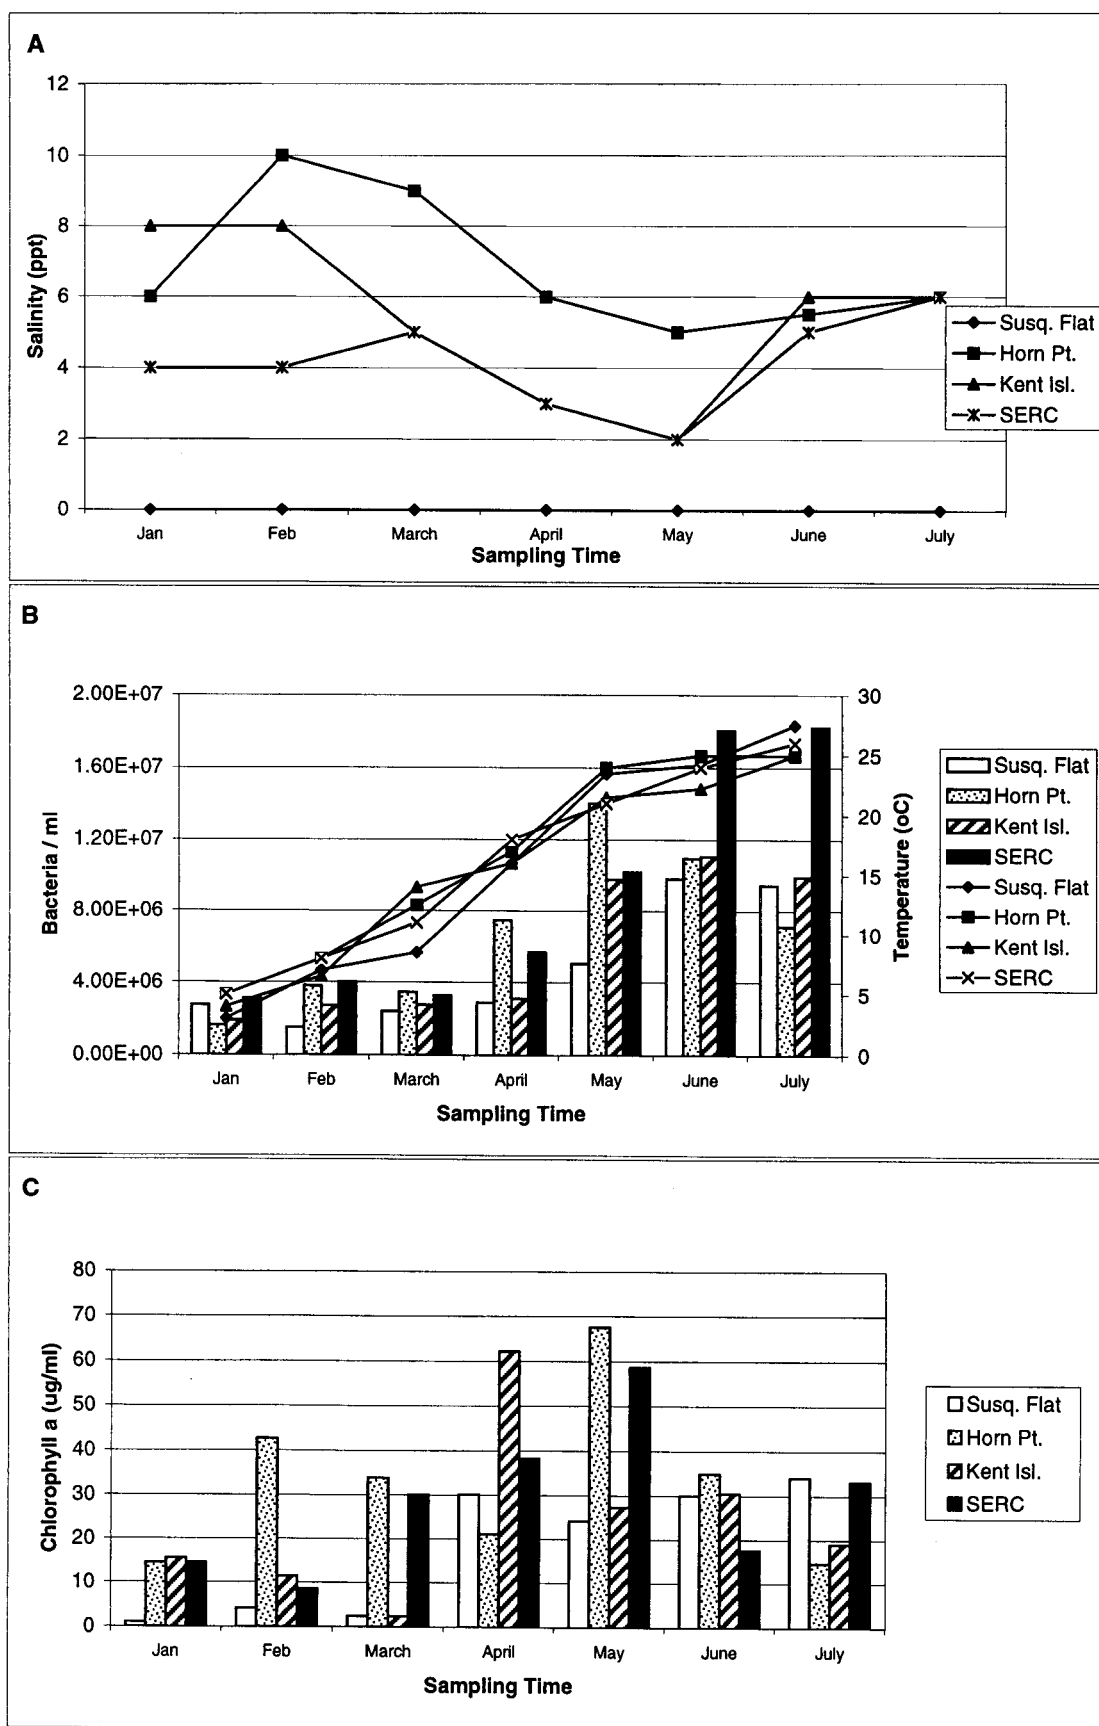 A
12
10
8
6
4
2
0
Salinity (ppt)
Jan Feb March April May June July
Sampling Time
Susq. Flat
Horn Pt.
Kent Isl.
SERC
B
2.00E+07
1.60E+07
1.20E+07
8.00E+06
4.00E+06
0.00E+00
Bacteria / ml
30
25
20
15
10
5
0
Temperature (oC)
Jan Feb March April May June July
Sampling Time
Susq. Flat
Horn Pt.
Kent Isl.
SERC
Susq. Flat
Horn Pt.
Kent Isl.
SERC
C
80
70
60
50
40
30
20
10
0
Chlorophyll a (ug/ml)
Jan Feb March April May June July
Sampling Time
Susq. Flat
Horn Pt.
Kent Isl.
SERC